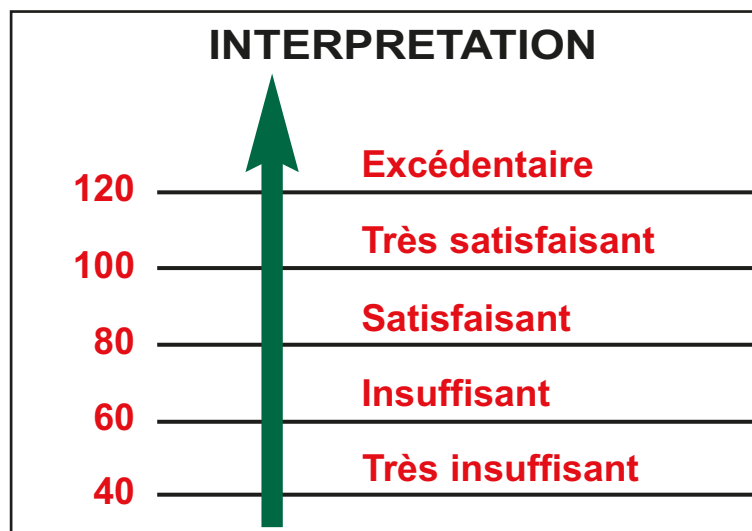 INTERPRETATION
Excédentaire
120
Très satisfaisant
100
Satisfaisant
80
Insuffisant
60
Très insuffisant
40